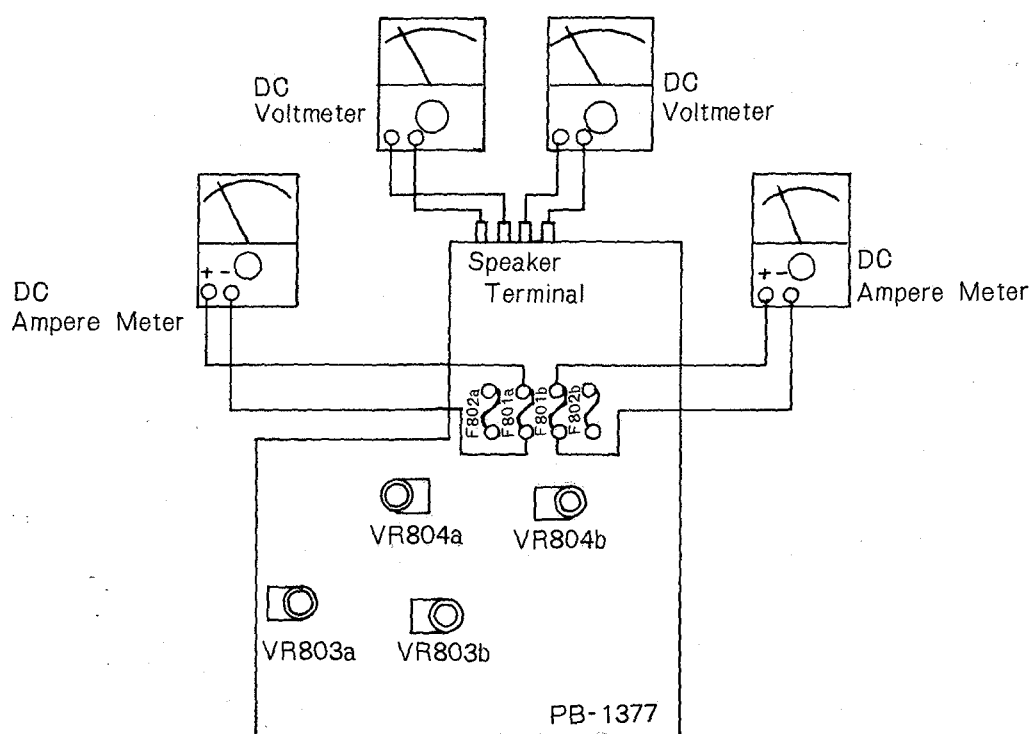 DC
Voltmeter
DC
Voltmeter
DC
Ampere Meter
+ -
Speaker
Terminal
+ -
DC
Ampere Meter
F802a
F801a
F801b
F802b
VR804a
VR804b
VR803a
VR803b
PB-1377